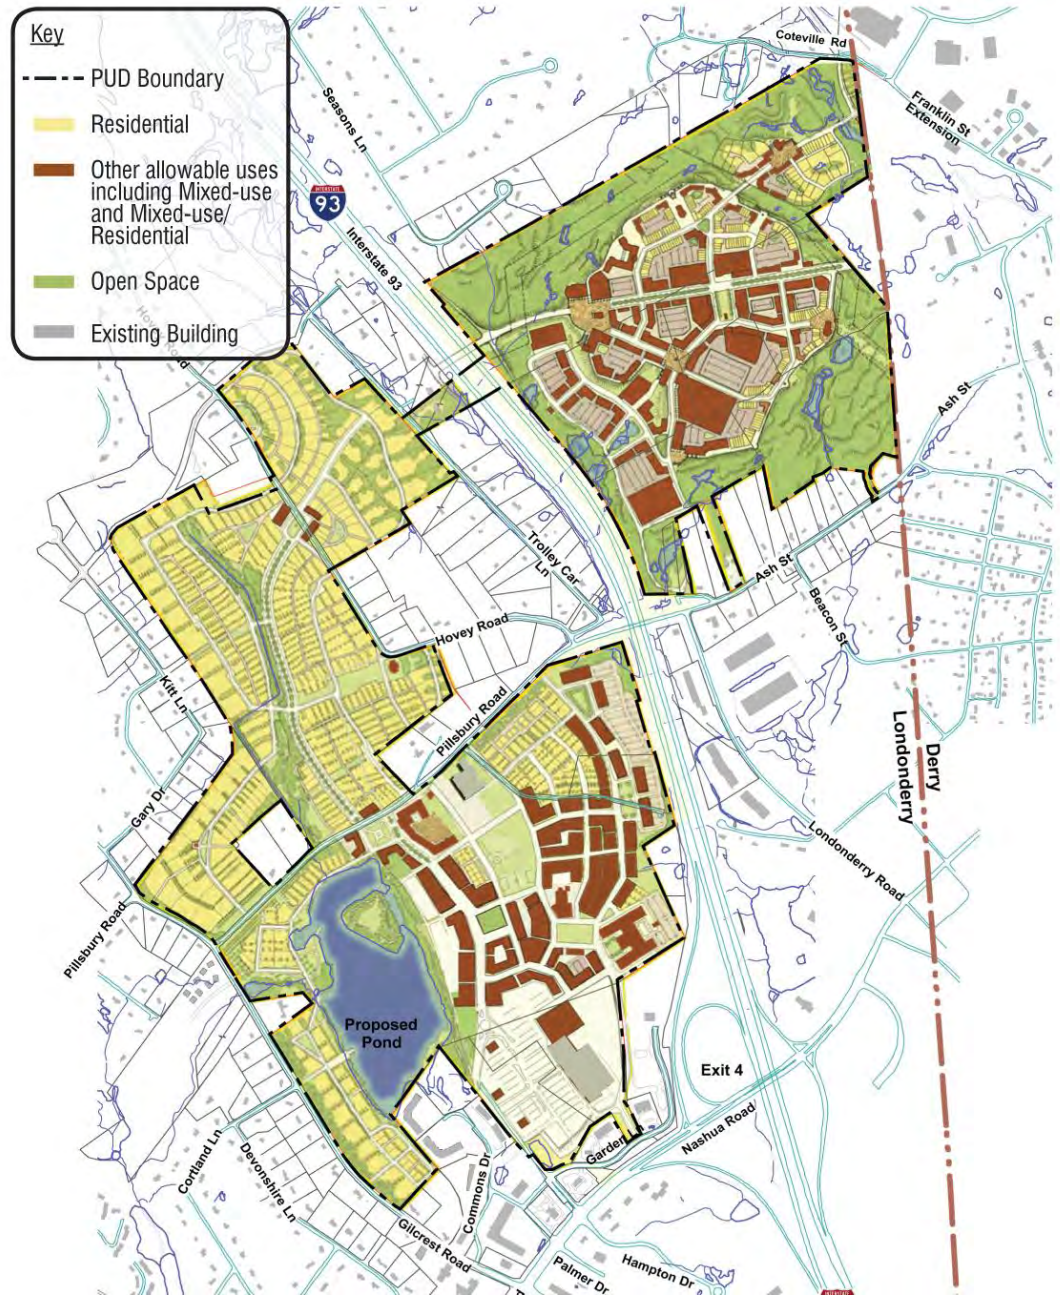 Key
PUD Boundary
Residential
Other allowable uses
including Mixed-use
and Mixed-use/
Residential
Open Space
Existing Building
Coteville Rd
Franklin St
Extension
Seasons Ln
INTERSTATE
93
Interstate 93
Ash St
Trolley Car
Ln
Ash St
Beacon St
Hovey Road
Kitt Ln
Pillsbury Road
Derry
Londonderry
Gary Dr
Londonderry Road
Pillsbury Road
Proposed
Pond
Exit 4
Garden Ln
Nashua Road
Cortland Ln
Devonshire Ln
Commons Dr
Gilcrest Road
Palmer Dr
Hampton Dr
INTERSTATE